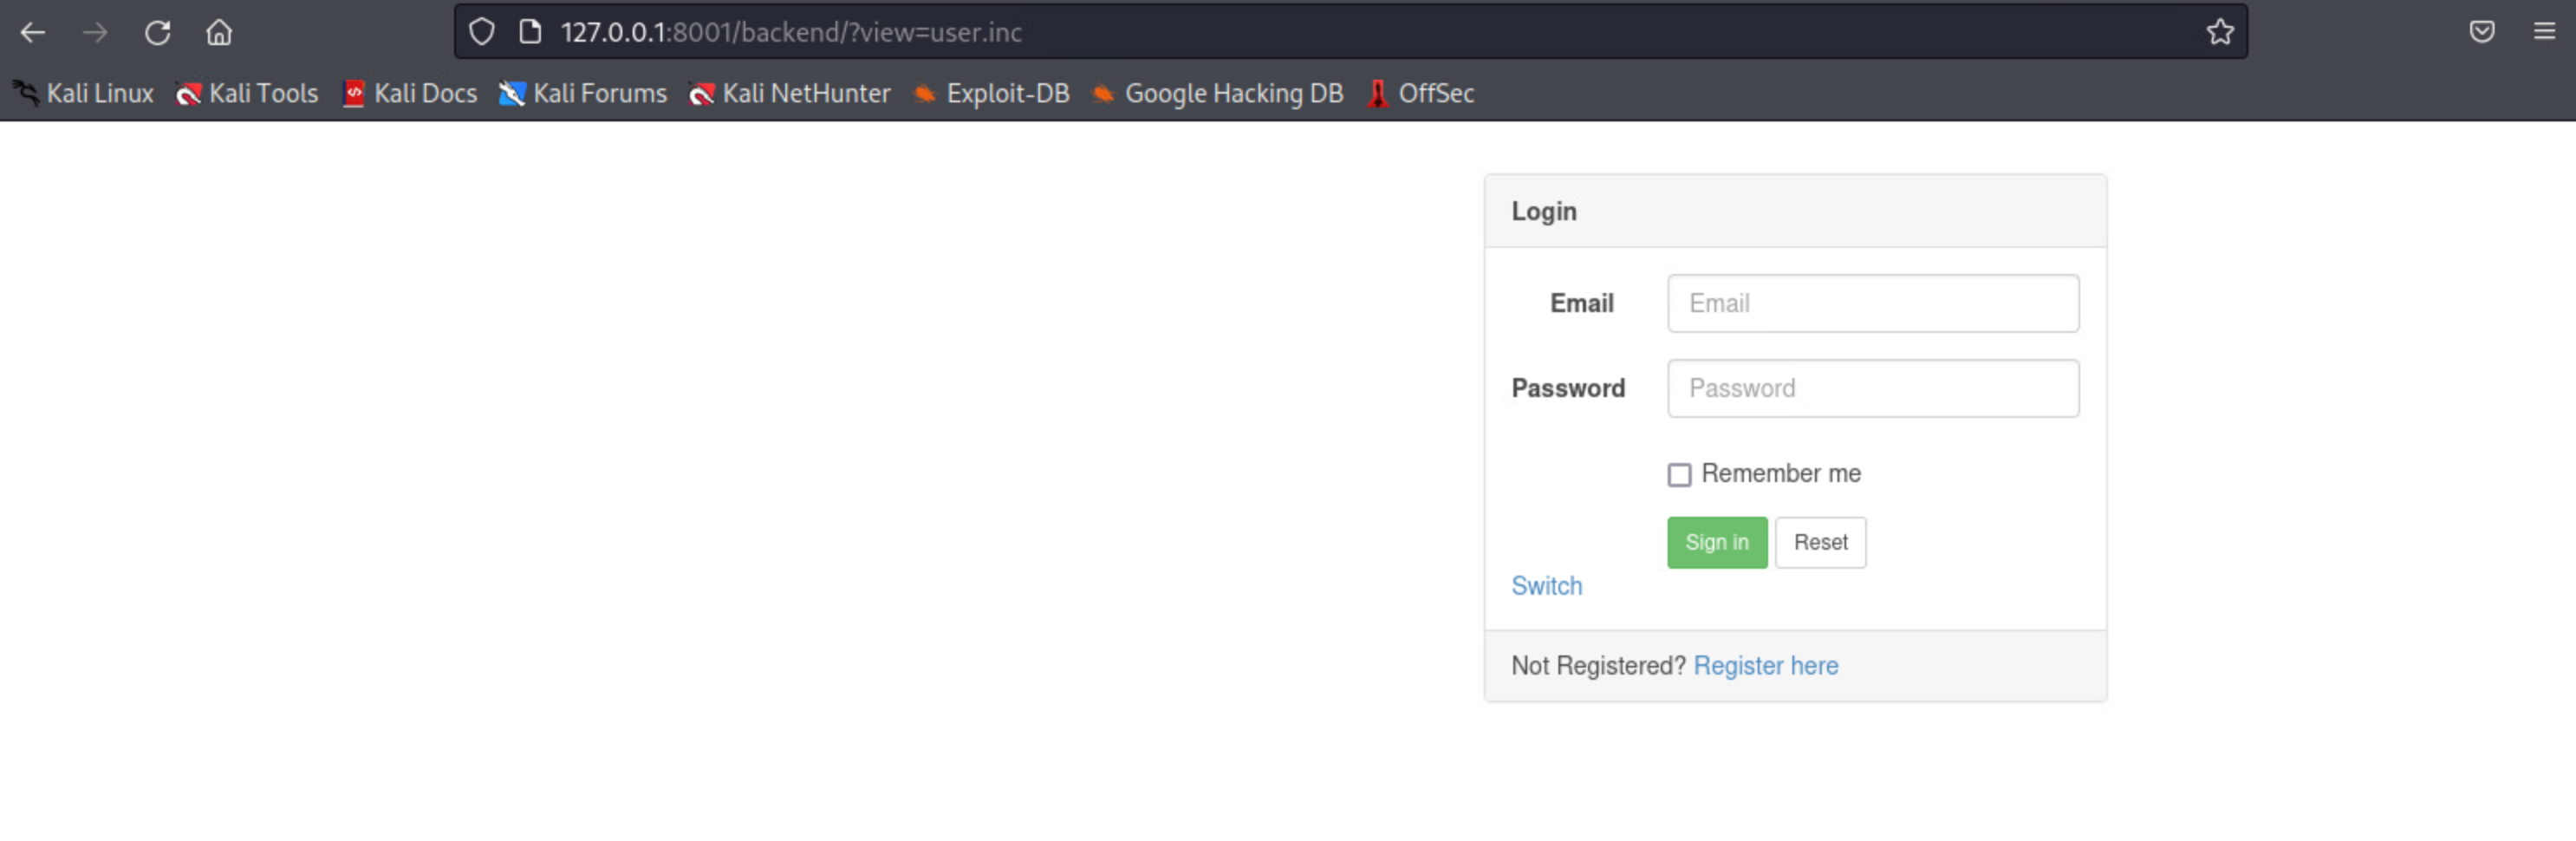 127.0.0.1:8001/backend/?view=user.inc
Kali Linux Kali Tools Kali Docs Kali Forums Kali NetHunter Exploit-DB Google Hacking DB OffSec
Login
Email Email
Password Password
Remember me
Sign in Reset
Switch
Not Registered? Register here